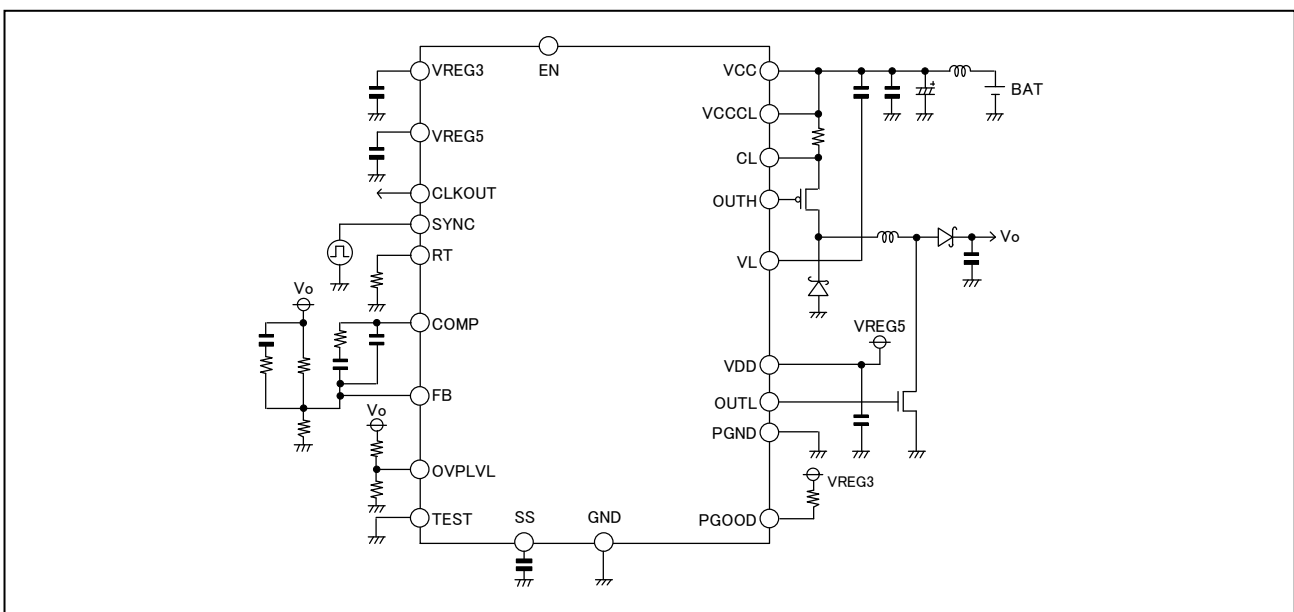 EN
VREG3
VREG5
CLKOUT
SYNC
RT
Vo
COMP
FB
Vo
OVPLVL
TEST
SS
GND
VCC
+
BAT
VCCCL
CL
OUTH
Vo
VL
VREG5
VDD
OUTL
PGND
VREG3
PGOOD